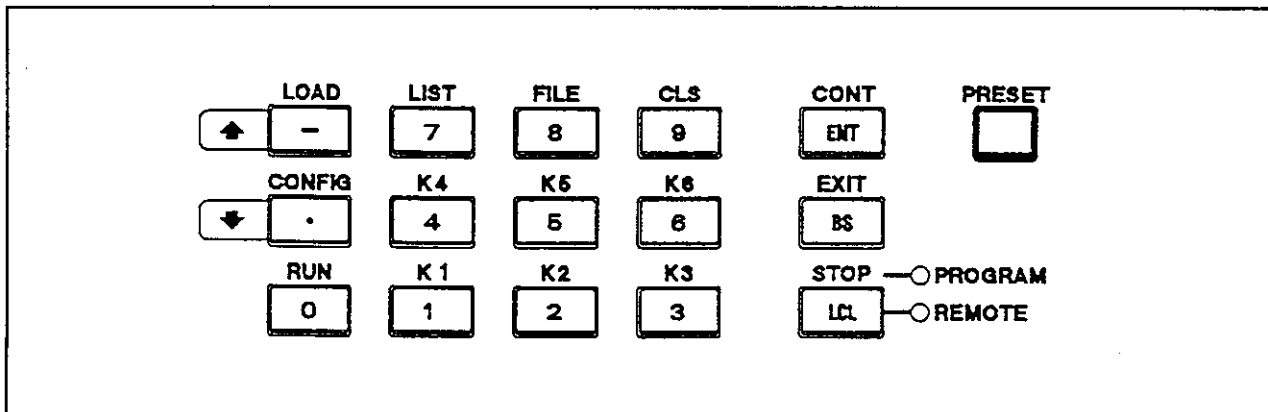 LOAD LIST FILE CLS CONT PRESET
- 7 8 9 ENT
CONFIG K4 K5 K6 EXIT
. 4 5 6 BS
RUN K1 K2 K3 STOP PROGRAM
0 1 2 3 LCL REMOTE